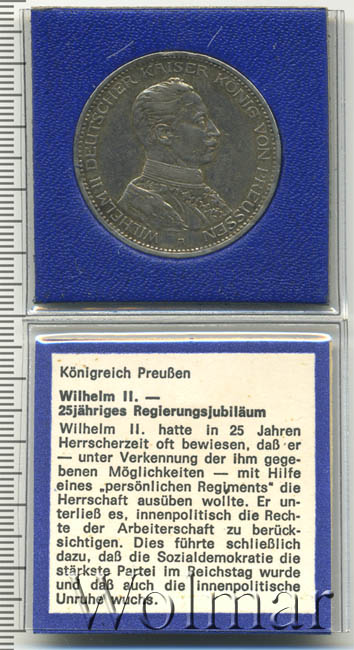 WILHELM II DEUTSCHER KAISER KÖNIG VON PREUSSEN
A
Königreich Preußen
Wilhelm II. —
25jähriges Regierungsjubiläum
Wilhelm II. hatte in 25 Jahren
Herrscherzeit oft bewiesen, daß er
— unter Verkennung der ihm gege-
benen Möglichkeiten — mit Hilfe
eines „persönlichen Regiments" die
Herrschaft ausüben wollte. Er un-
terließ es, innenpolitisch die Rech-
te der Arbeiterschaft zu berück-
sichtigen. Dies führte schließlich
dazu, daß die Sozialdemokratie die
stärkste Partei im Reichstag wurde
und daß auch die innenpolitische
Unruhe wuchs.
Wolmar